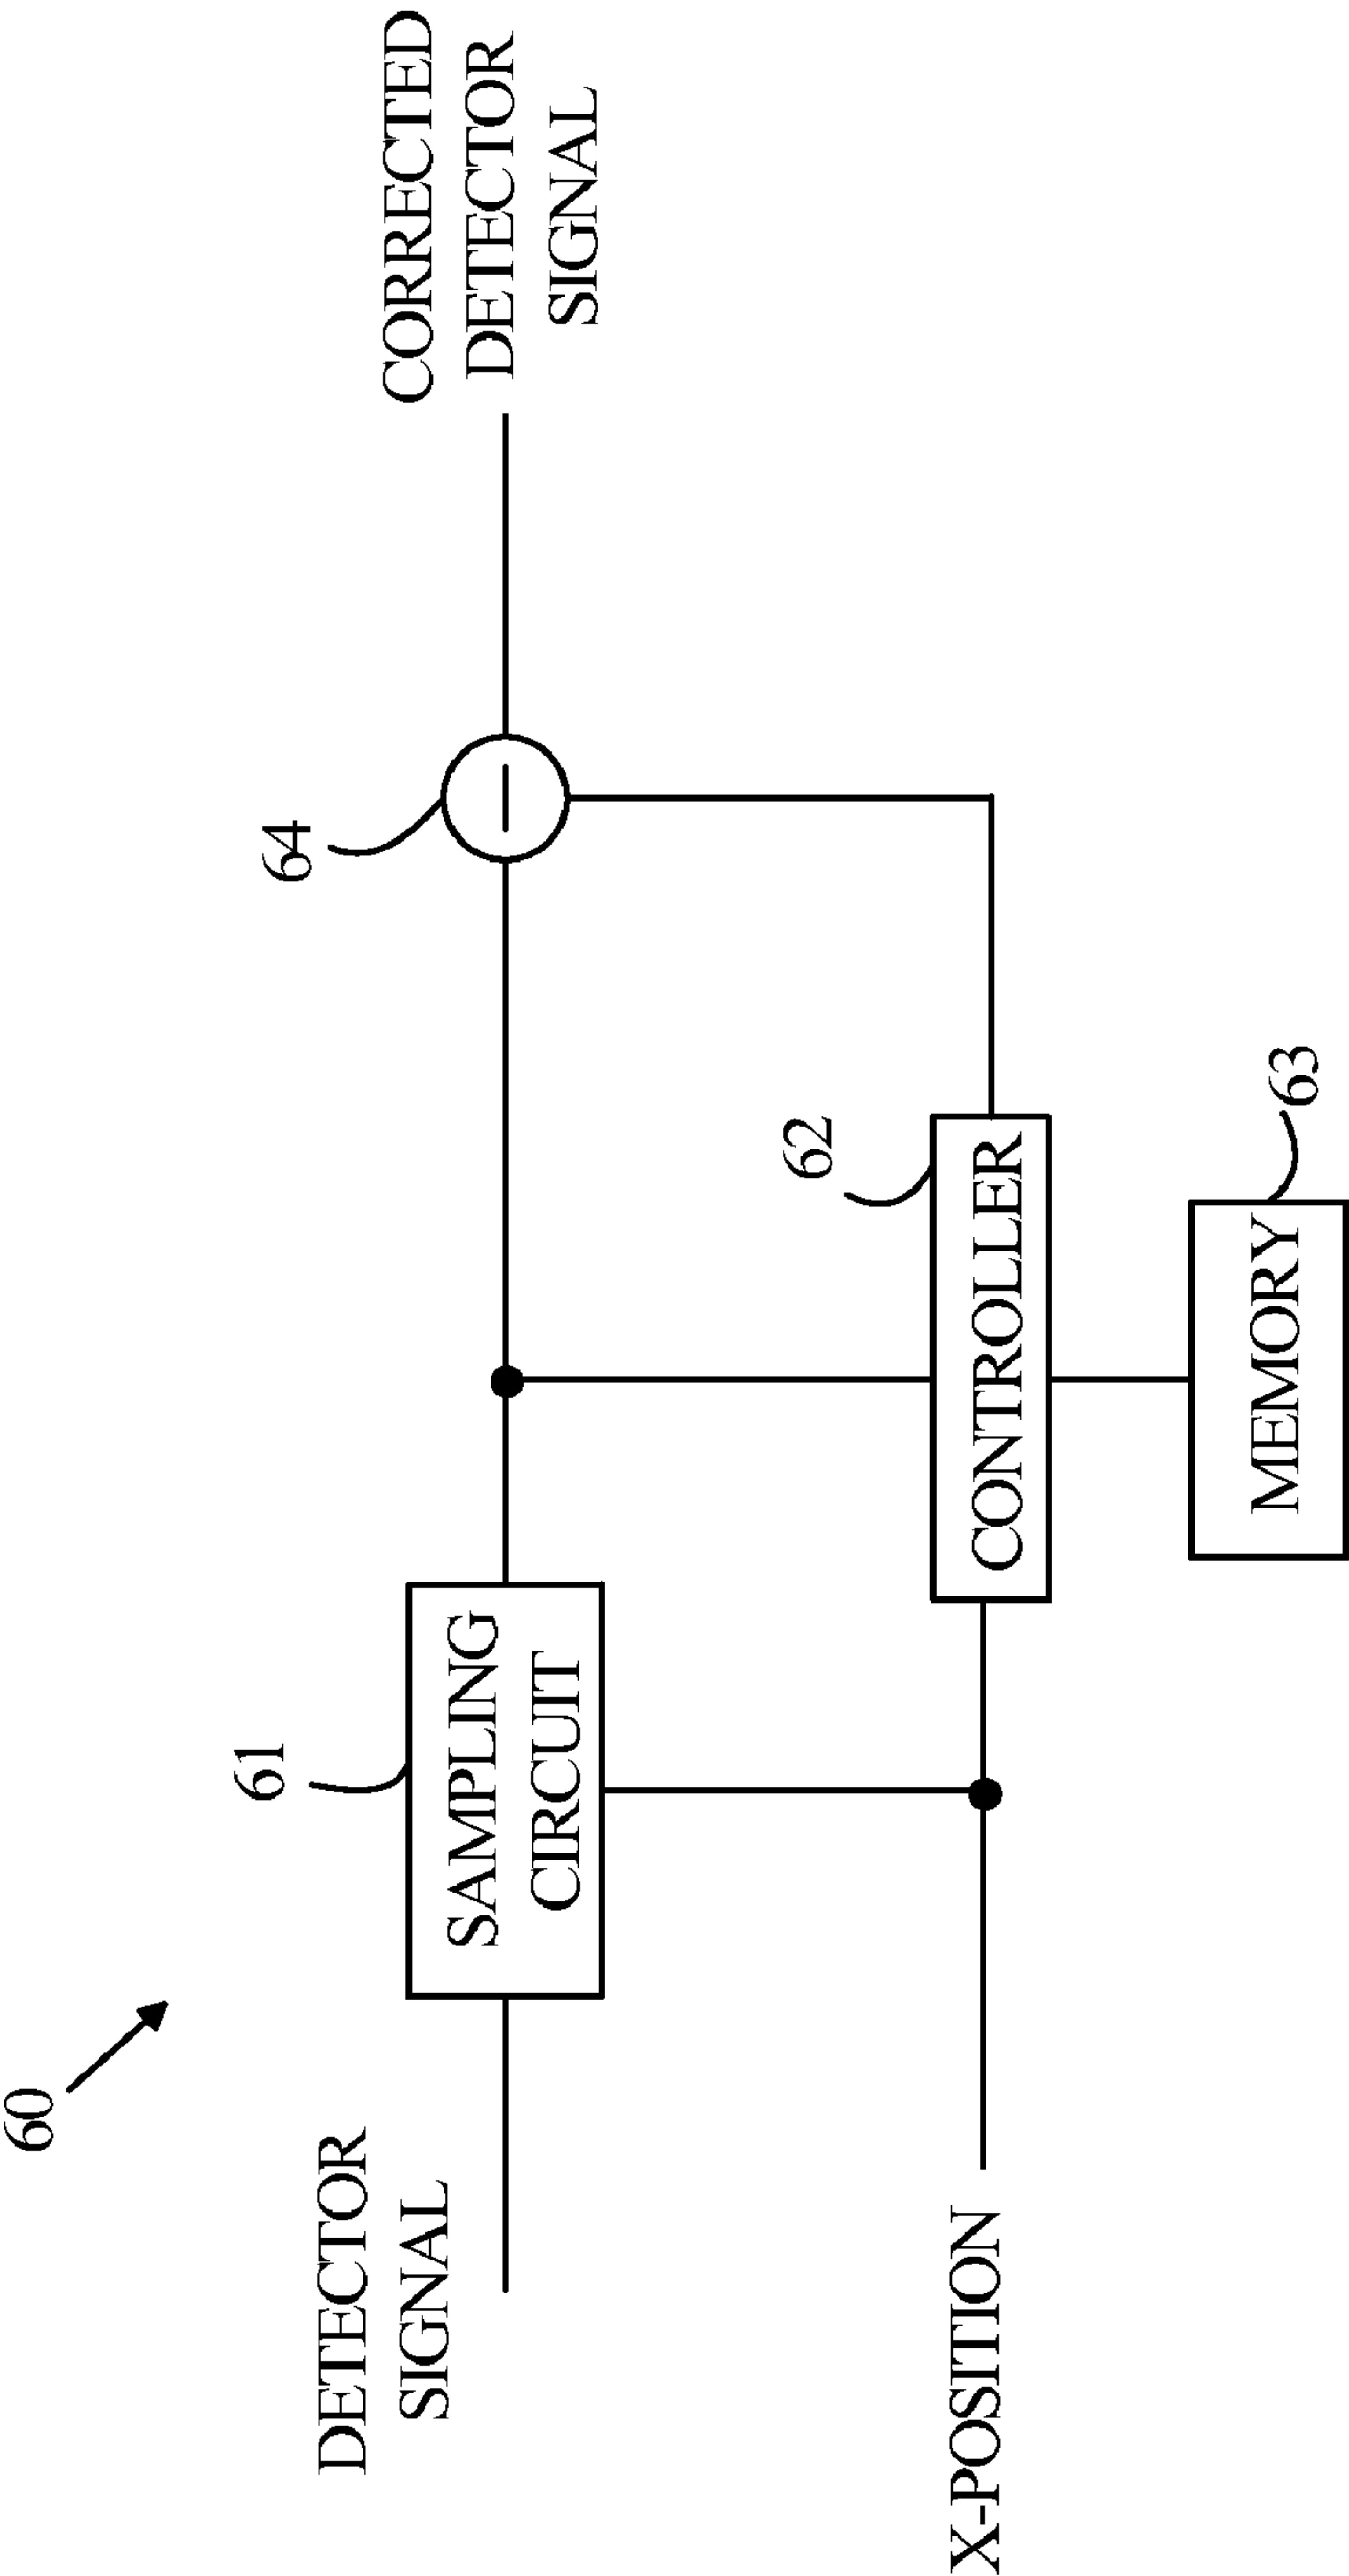 60
DETECTOR
SIGNAL
61
SAMPLING
CIRCUIT
64
CORRECTED
DETECTOR
SIGNAL
X-POSITION
62
CONTROLLER
MEMORY
63